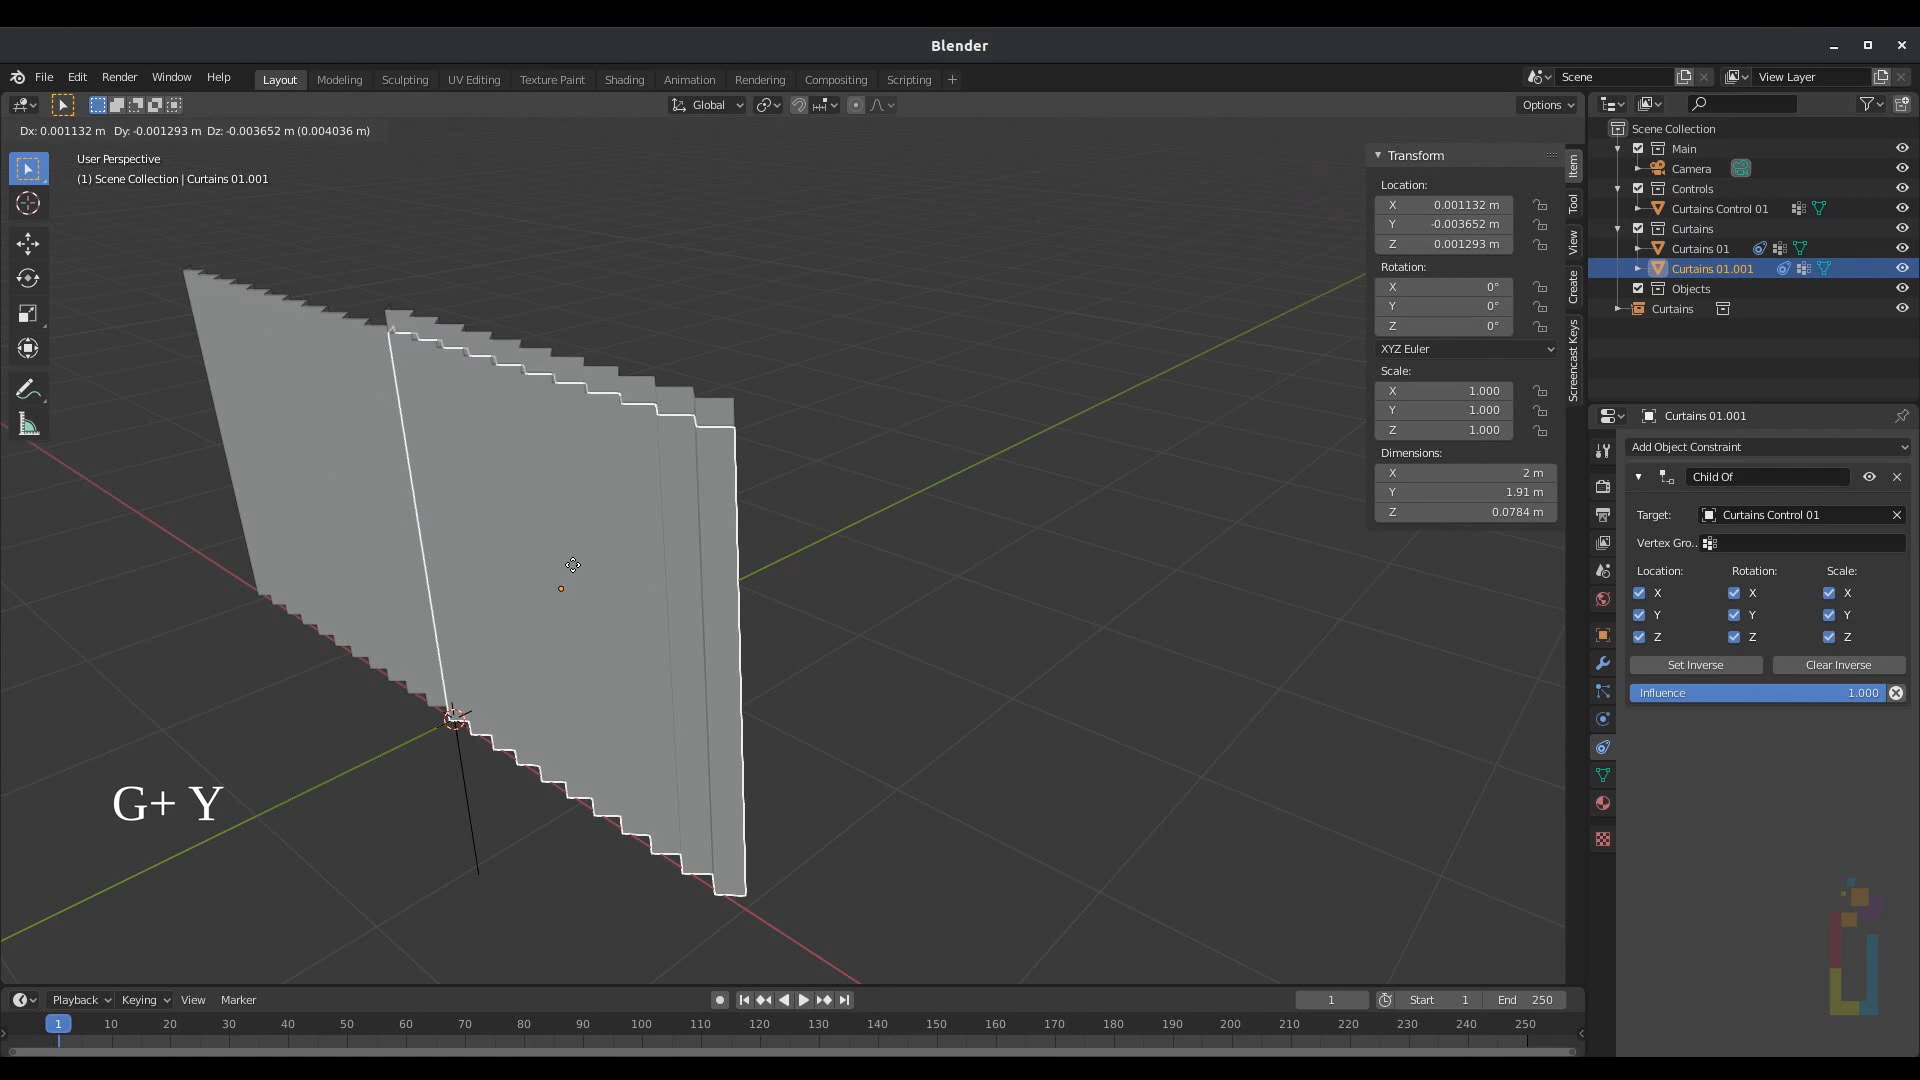 Blender
File Edit Render Window Help
Layout Modeling Sculpting UV Editing Texture Paint Shading Animation Rendering Compositing Scripting +
Scene
View Layer
Global
Options
Dx: 0.001132 m Dy: -0.001293 m Dz: -0.003652 m (0.004036 m)
User Perspective
(1) Scene Collection | Curtains 01.001
Transform
Location:
X 0.001132 m
Y -0.003652 m
Z 0.001293 m
Rotation:
X 0°
Y 0°
Z 0°
XYZ Euler
Scale:
X 1.000
Y 1.000
Z 1.000
Dimensions:
X 2 m
Y 1.91 m
Z 0.0784 m
Item
Tool
View
Create
Screencast Keys
Scene Collection
Main
Camera
Controls
Curtains Control 01
Curtains
Curtains 01
Curtains 01.001
Objects
Curtains
Curtains 01.001
Add Object Constraint
Child Of
Target: Curtains Control 01
Vertex Gro..
Location: Rotation: Scale:
X X X
Y Y Y
Z Z Z
Set Inverse Clear Inverse
Influence 1.000
G+ Y
Playback Keying View Marker
1 Start 1 End 250
1 10 20 30 40 50 60 70 80 90 100 110 120 130 140 150 160 170 180 190 200 210 220 230 240 250